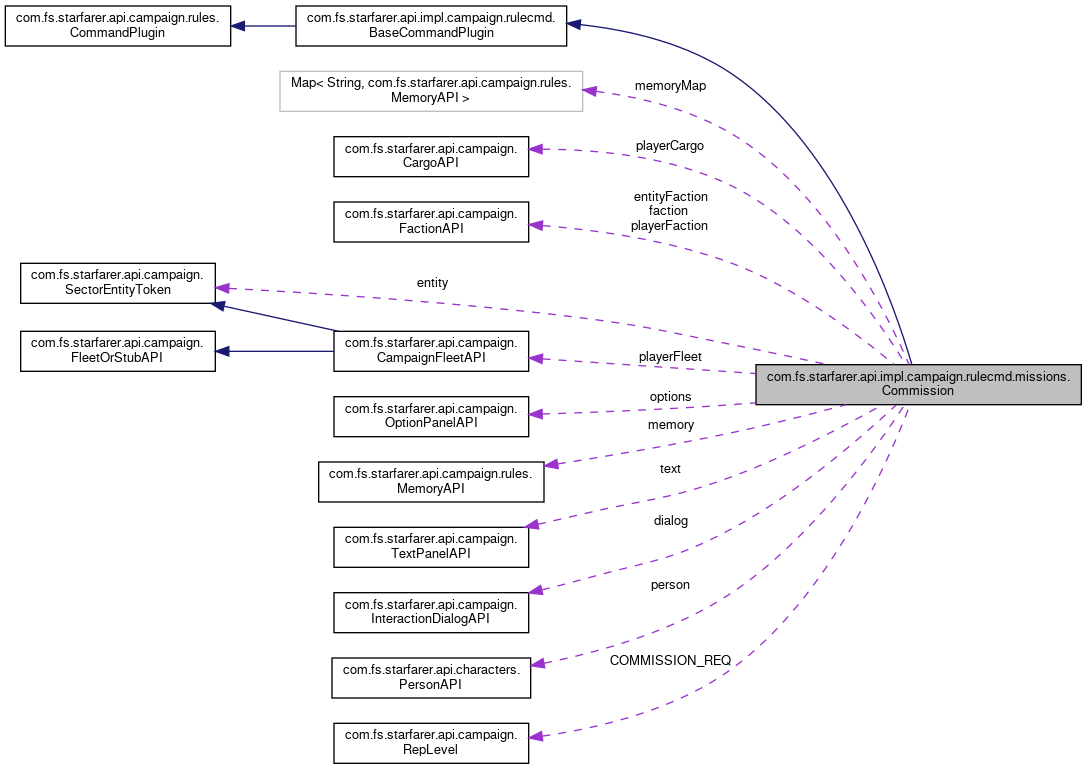 com.fs.starfarer.api.campaign.rules.
CommandPlugin
com.fs.starfarer.api.impl.campaign.rulecmd.
BaseCommandPlugin
Map< String, com.fs.starfarer.api.campaign.rules.
MemoryAPI >
memoryMap
com.fs.starfarer.api.campaign.
CargoAPI
playerCargo
com.fs.starfarer.api.campaign.
FactionAPI
entityFaction
faction
playerFaction
com.fs.starfarer.api.campaign.
SectorEntityToken
entity
com.fs.starfarer.api.campaign.
FleetOrStubAPI
com.fs.starfarer.api.campaign.
CampaignFleetAPI
playerFleet
com.fs.starfarer.api.impl.campaign.rulecmd.missions.
Commission
com.fs.starfarer.api.campaign.
OptionPanelAPI
options
com.fs.starfarer.api.campaign.rules.
MemoryAPI
memory
com.fs.starfarer.api.campaign.
TextPanelAPI
text
com.fs.starfarer.api.campaign.
InteractionDialogAPI
dialog
com.fs.starfarer.api.characters.
PersonAPI
person
com.fs.starfarer.api.campaign.
RepLevel
COMMISSION_REQ